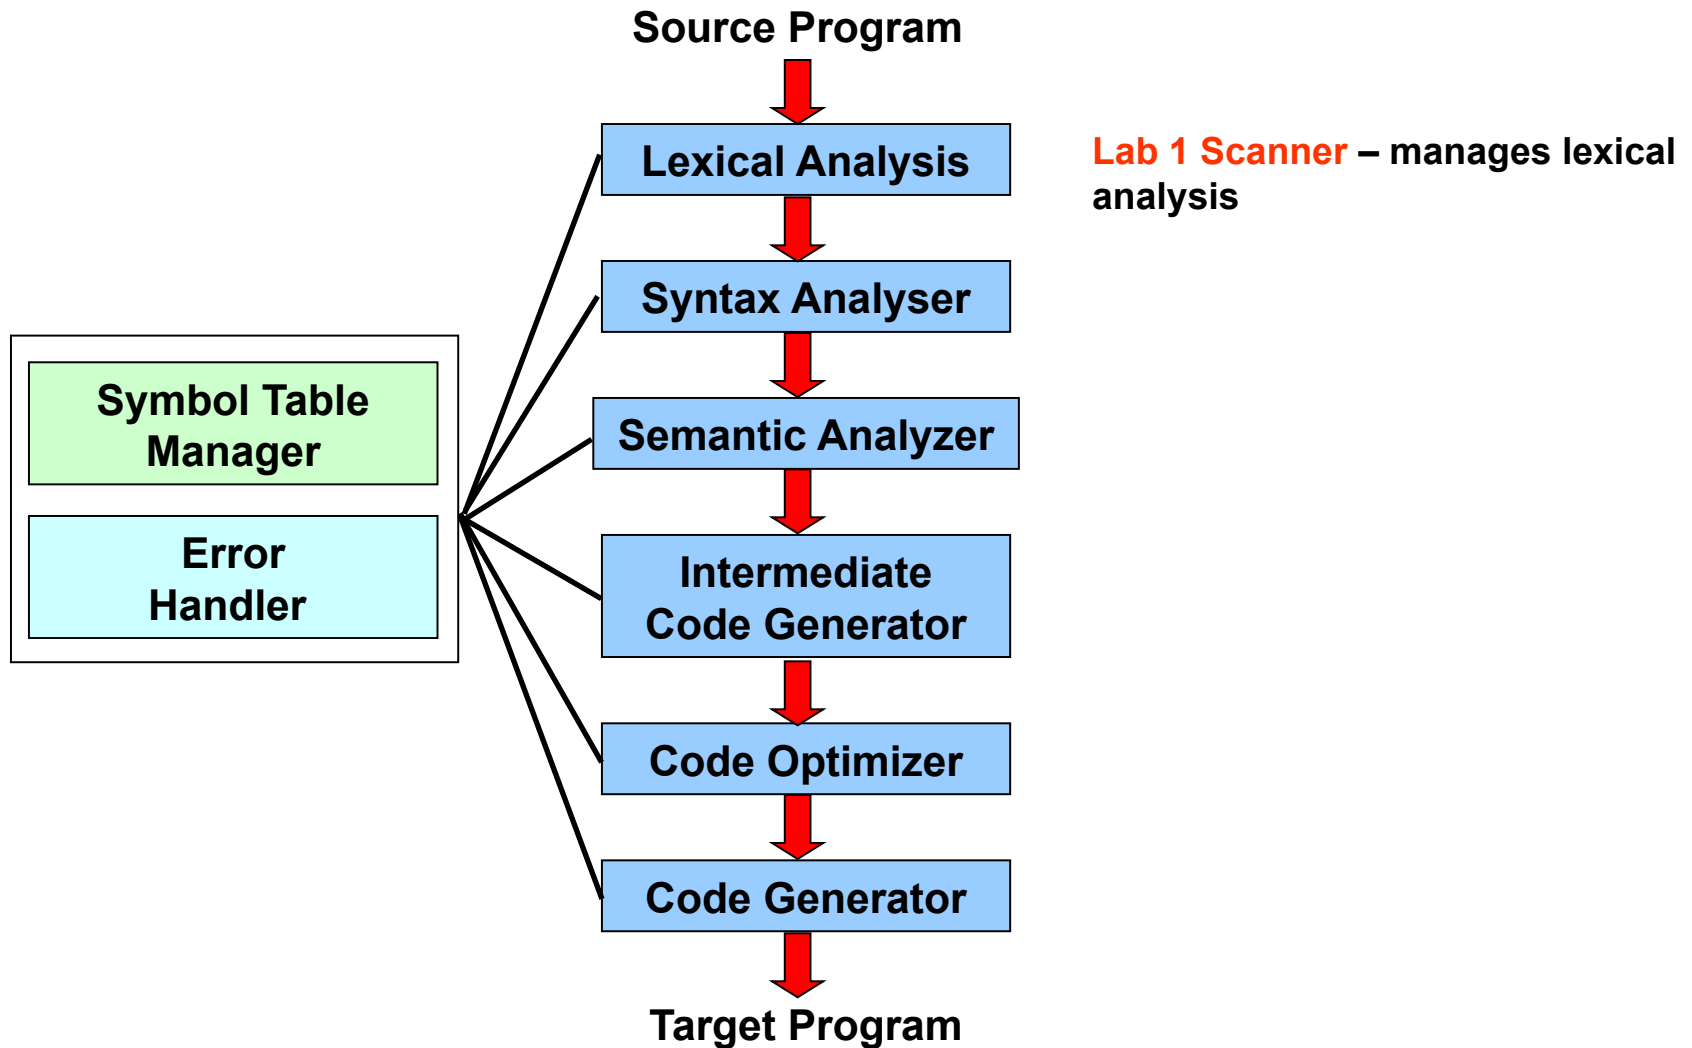 Source Program
Lexical Analysis
Lab 1 Scanner – manages lexical
analysis
Syntax Analyser
Symbol Table
Manager
Semantic Analyzer
Error
Handler
Intermediate
Code Generator
Code Optimizer
Code Generator
Target Program